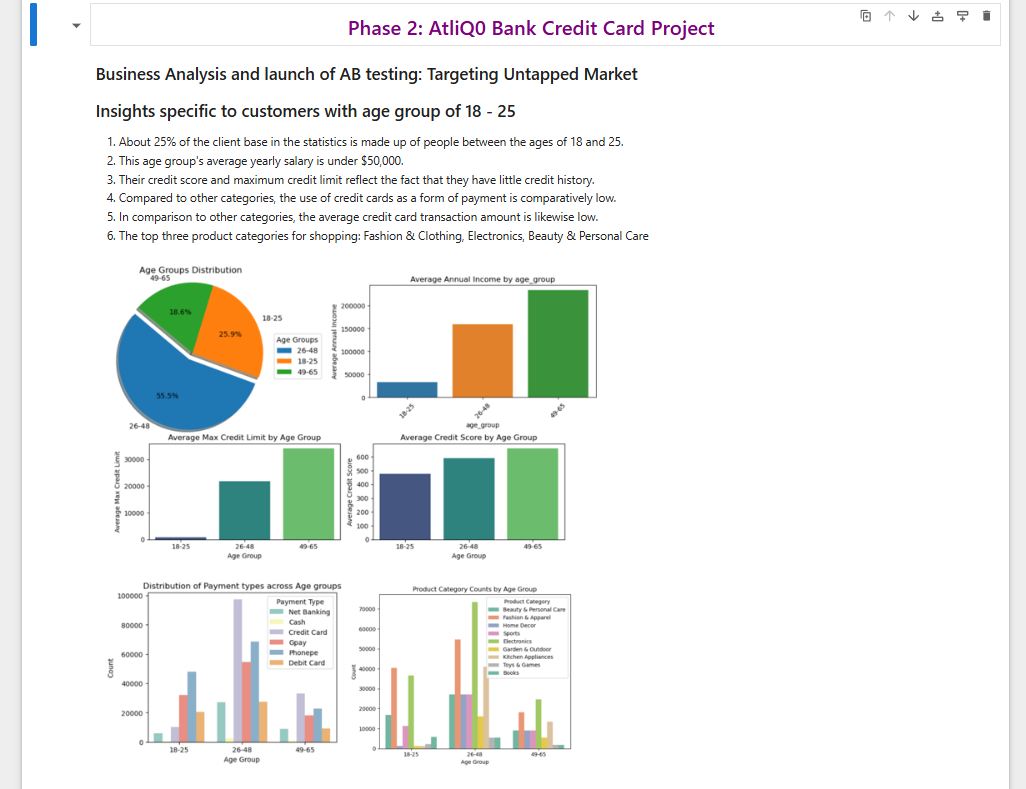 Phase 2: AtliQ0 Bank Credit Card Project
Business Analysis and launch of AB testing: Targeting Untapped Market
Insights specific to customers with age group of 18 - 25
1. About 25% of the client base in the statistics is made up of people between the ages of 18 and 25.
2. This age group's average yearly salary is under $50,000.
3. Their credit score and maximum credit limit reflect the fact that they have little credit history.
4. Compared to other categories, the use of credit cards as a form of payment is comparatively low.
5. In comparison to other categories, the average credit card transaction amount is likewise low.
6. The top three product categories for shopping: Fashion & Clothing, Electronics, Beauty & Personal Care
Age Groups Distribution
49-65
18.6%
18-25
25.9%
55.5%
26-48
Age Groups
26-48
18-25
49-65
Average Annual Income by age_group
Average Annual Income
200000
150000
100000
50000
0
18-25
26-48
49-65
age_group
Average Max Credit Limit by Age Group
Average Max Credit Limit
30000
20000
10000
0
18-25
26-48
49-65
Age Group
Average Credit Score by Age Group
Average Credit Score
600
500
400
300
200
100
0
18-25
26-48
49-65
Age Group
Distribution of Payment types across Age groups
Count
100000
80000
60000
40000
20000
0
Payment Type
Net Banking
Cash
Credit Card
Gpay
Phonepe
Debit Card
18-25
26-48
49-65
Age Group
Product Category Counts by Age Group
Count
70000
60000
50000
40000
30000
20000
10000
0
Product Category
Beauty & Personal Care
Fashion & Apparel
Home Decor
Sports
Electronics
Garden & Outdoor
Kitchen Appliances
Toys & Games
Books
18-25
26-48
49-65
Age Group